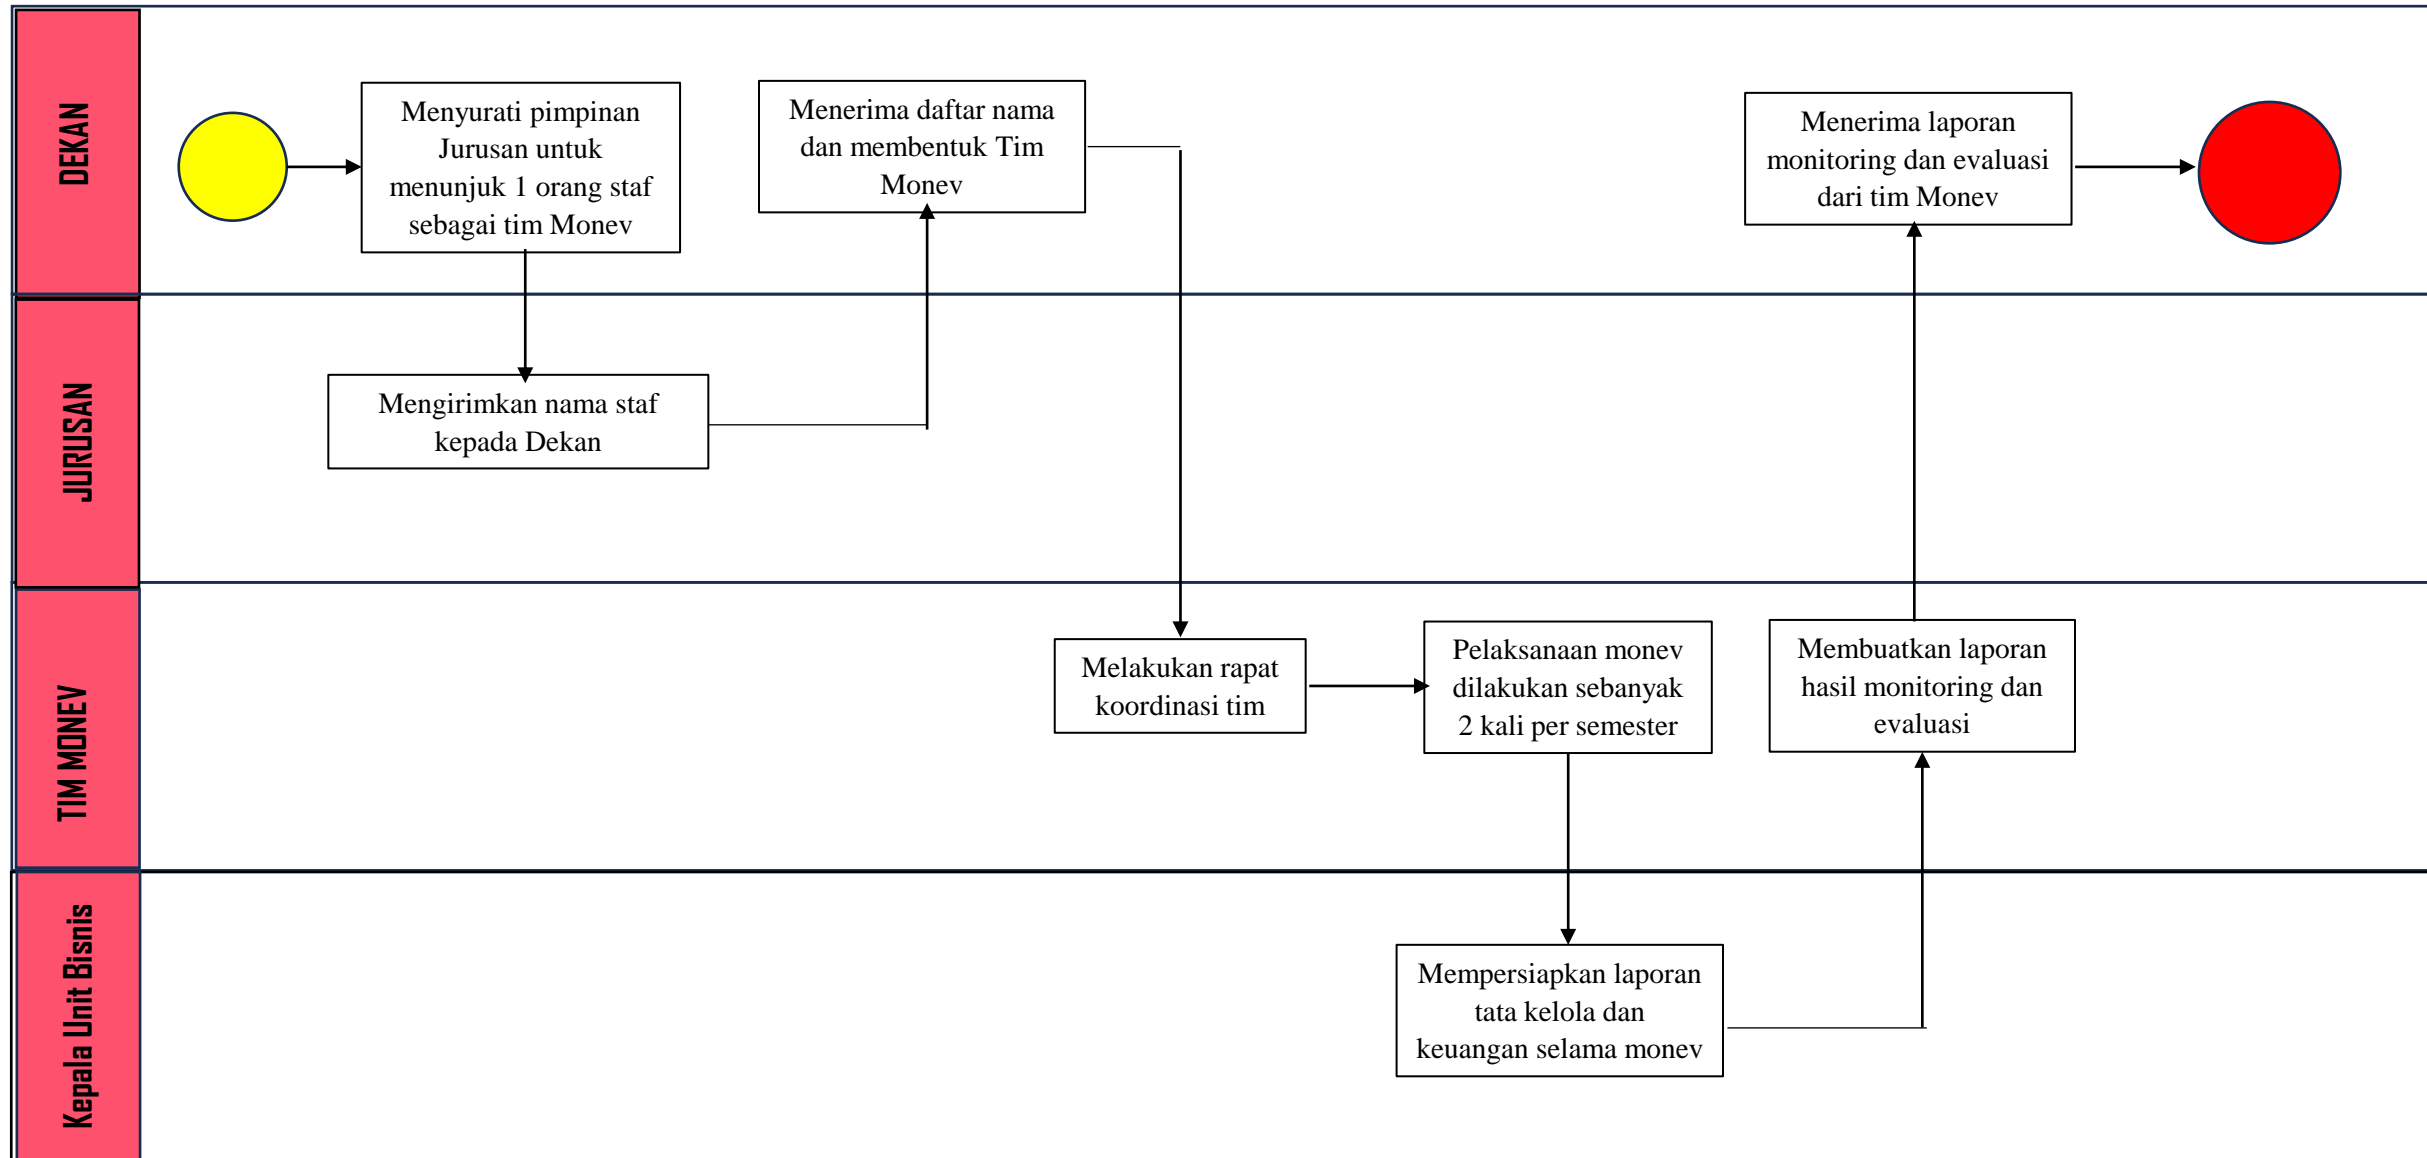 DEKAN
Menyurati pimpinan
Jurusan untuk
menunjuk 1 orang staf
sebagai tim Monev
Menerima daftar nama
dan membentuk Tim
Monev
Menerima laporan
monitoring dan evaluasi
dari tim Monev
JURUSAN
Mengirimkan nama staf
kepada Dekan
TIM MONEV
Melakukan rapat
koordinasi tim
Pelaksanaan monev
dilakukan sebanyak
2 kali per semester
Membuatkan laporan
hasil monitoring dan
evaluasi
Kepala Unit Bisnis
Mempersiapkan laporan
tata kelola dan
keuangan selama monev